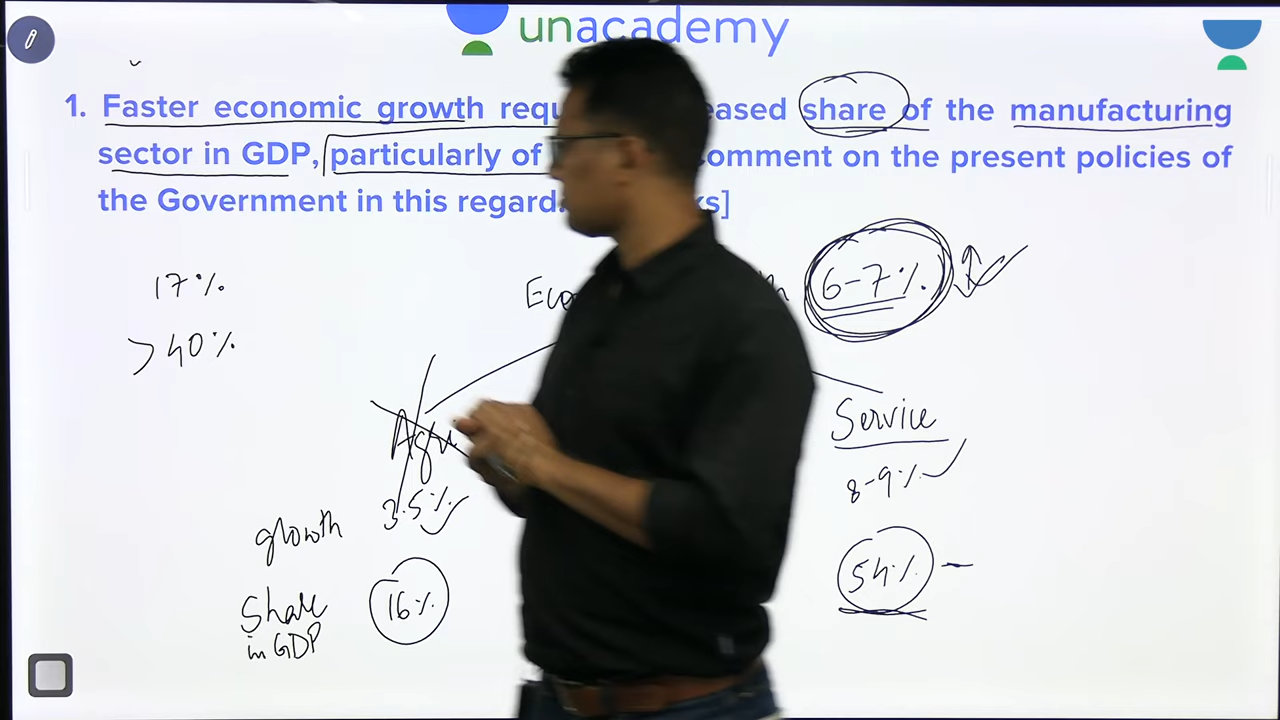 unacademy
1. Faster economic growth requ eased share of the manufacturing
sector in GDP, particularly of omment on the present policies of
the Government in this regard. ks]
17%
>40%
6-7%
Agri
Service
growth 3.5% 8-9%
Share in GDP 16% 54%